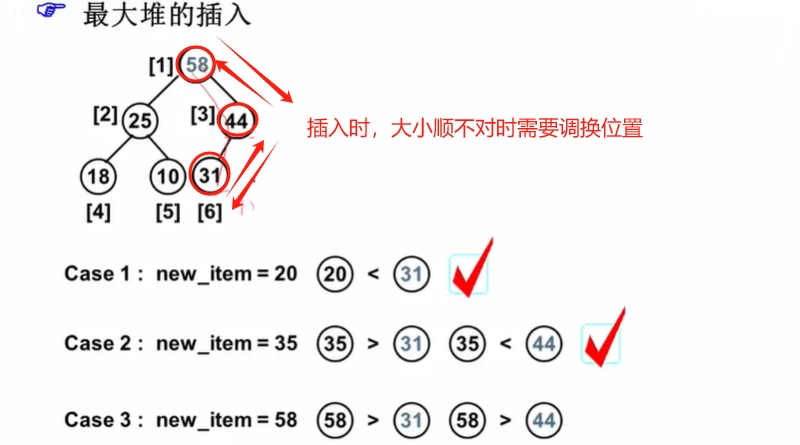 最大堆的插入
[1] 58
[2] 25 [3] 44
插入时，大小顺不对时需要调换位置
18 10 31
[4] [5] [6]
Case 1 : new_item = 20 20 < 31
Case 2 : new_item = 35 35 > 31 35 < 44
Case 3 : new_item = 58 58 > 31 58 > 44